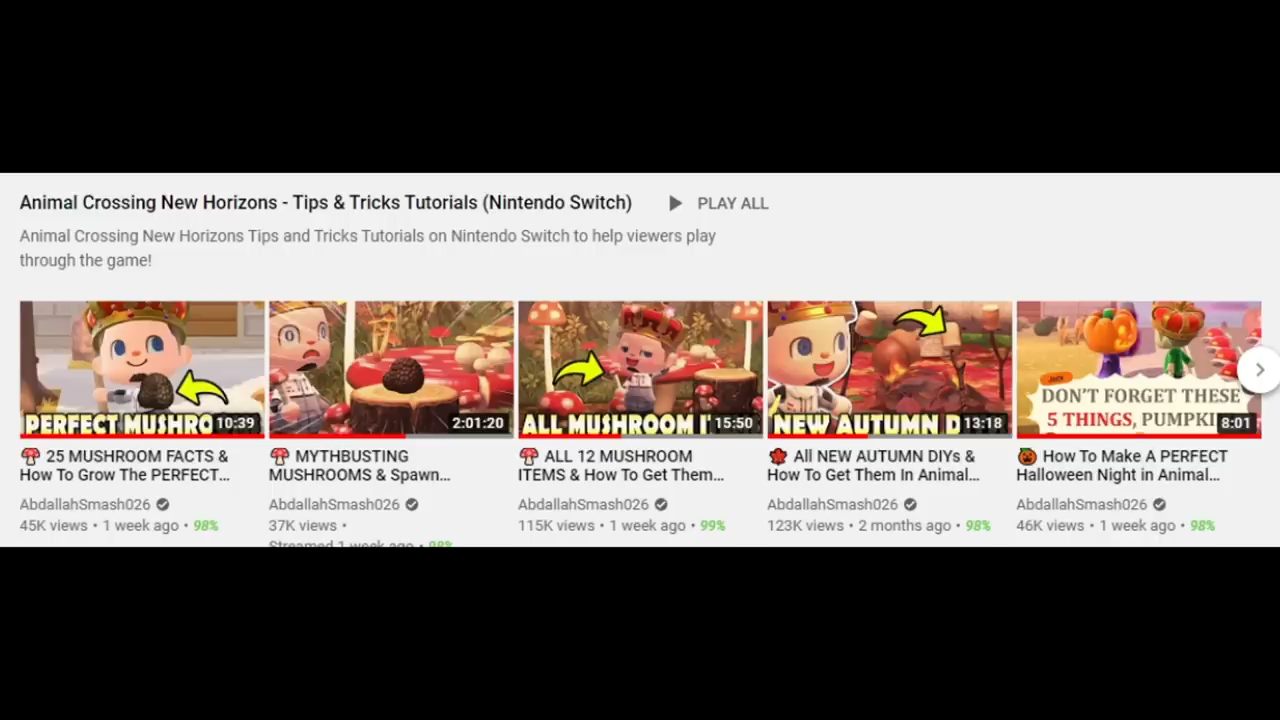 Animal Crossing New Horizons - Tips & Tricks Tutorials (Nintendo Switch) PLAY ALL
Animal Crossing New Horizons Tips and Tricks Tutorials on Nintendo Switch to help viewers play
through the game!
PERFECT MUSHRO 10:39
2:01:20
ALL MUSHROOM 15:50
NEW AUTUMN D 13:18
Jack
DON'T FORGET THESE
5 THINGS, PUMPKI 8:01
25 MUSHROOM FACTS &
How To Grow The PERFECT...
AbdallahSmash026
45K views • 1 week ago • 98%
MYTHBUSTING
MUSHROOMS & Spawn...
AbdallahSmash026
37K views •
Streamed 1 week ago • 98%
ALL 12 MUSHROOM
ITEMS & How To Get Them...
AbdallahSmash026
115K views • 1 week ago • 99%
All NEW AUTUMN DIYs &
How To Get Them In Animal...
AbdallahSmash026
123K views • 2 months ago • 98%
How To Make A PERFECT
Halloween Night in Animal...
AbdallahSmash026
46K views • 1 week ago • 98%